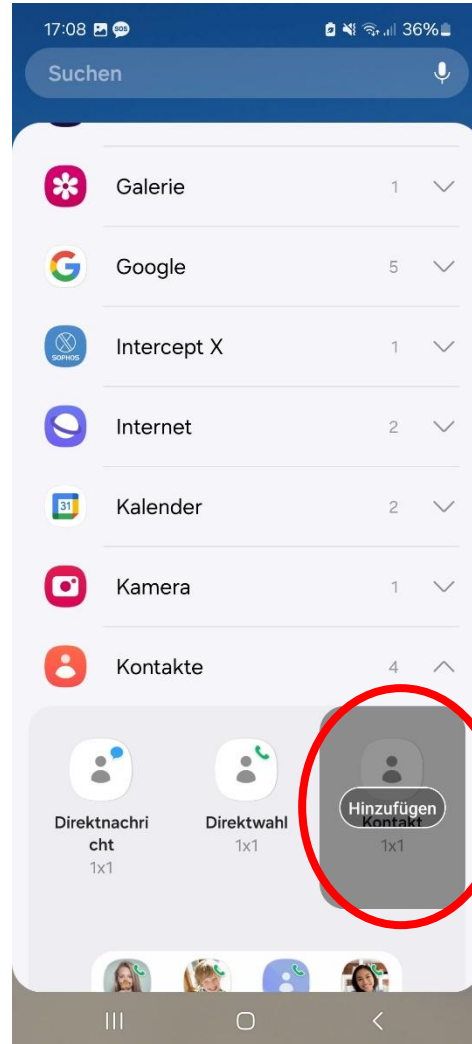 17:08 SOS 36%
Suchen
Galerie 1
Google 5
SOPHOS Intercept X 1
Internet 2
31 Kalender 2
Kamera 1
Kontakte 4
Direktnachri
cht
1x1
Direktwahl
1x1
Hinzufügen
Kontakt
1x1